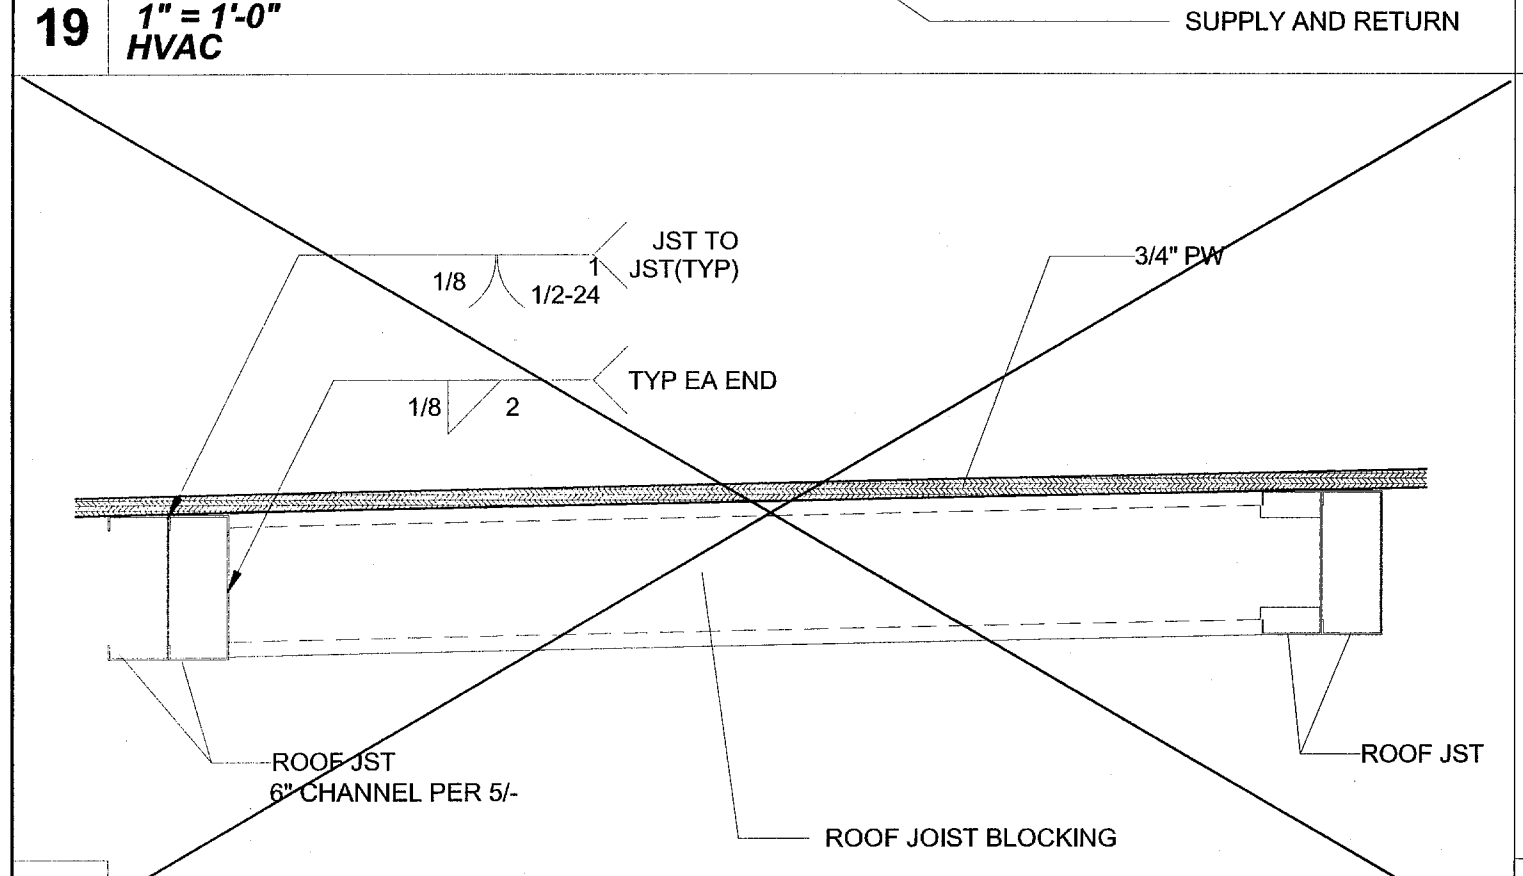 19
1" = 1'-0"
HVAC
SUPPLY AND RETURN
JST TO
JST(TYP)
1
1/8
1/2-24
3/4" PW
TYP EA END
1/8
2
ROOF JST
6" CHANNEL PER 5/-
ROOF JST
ROOF JOIST BLOCKING